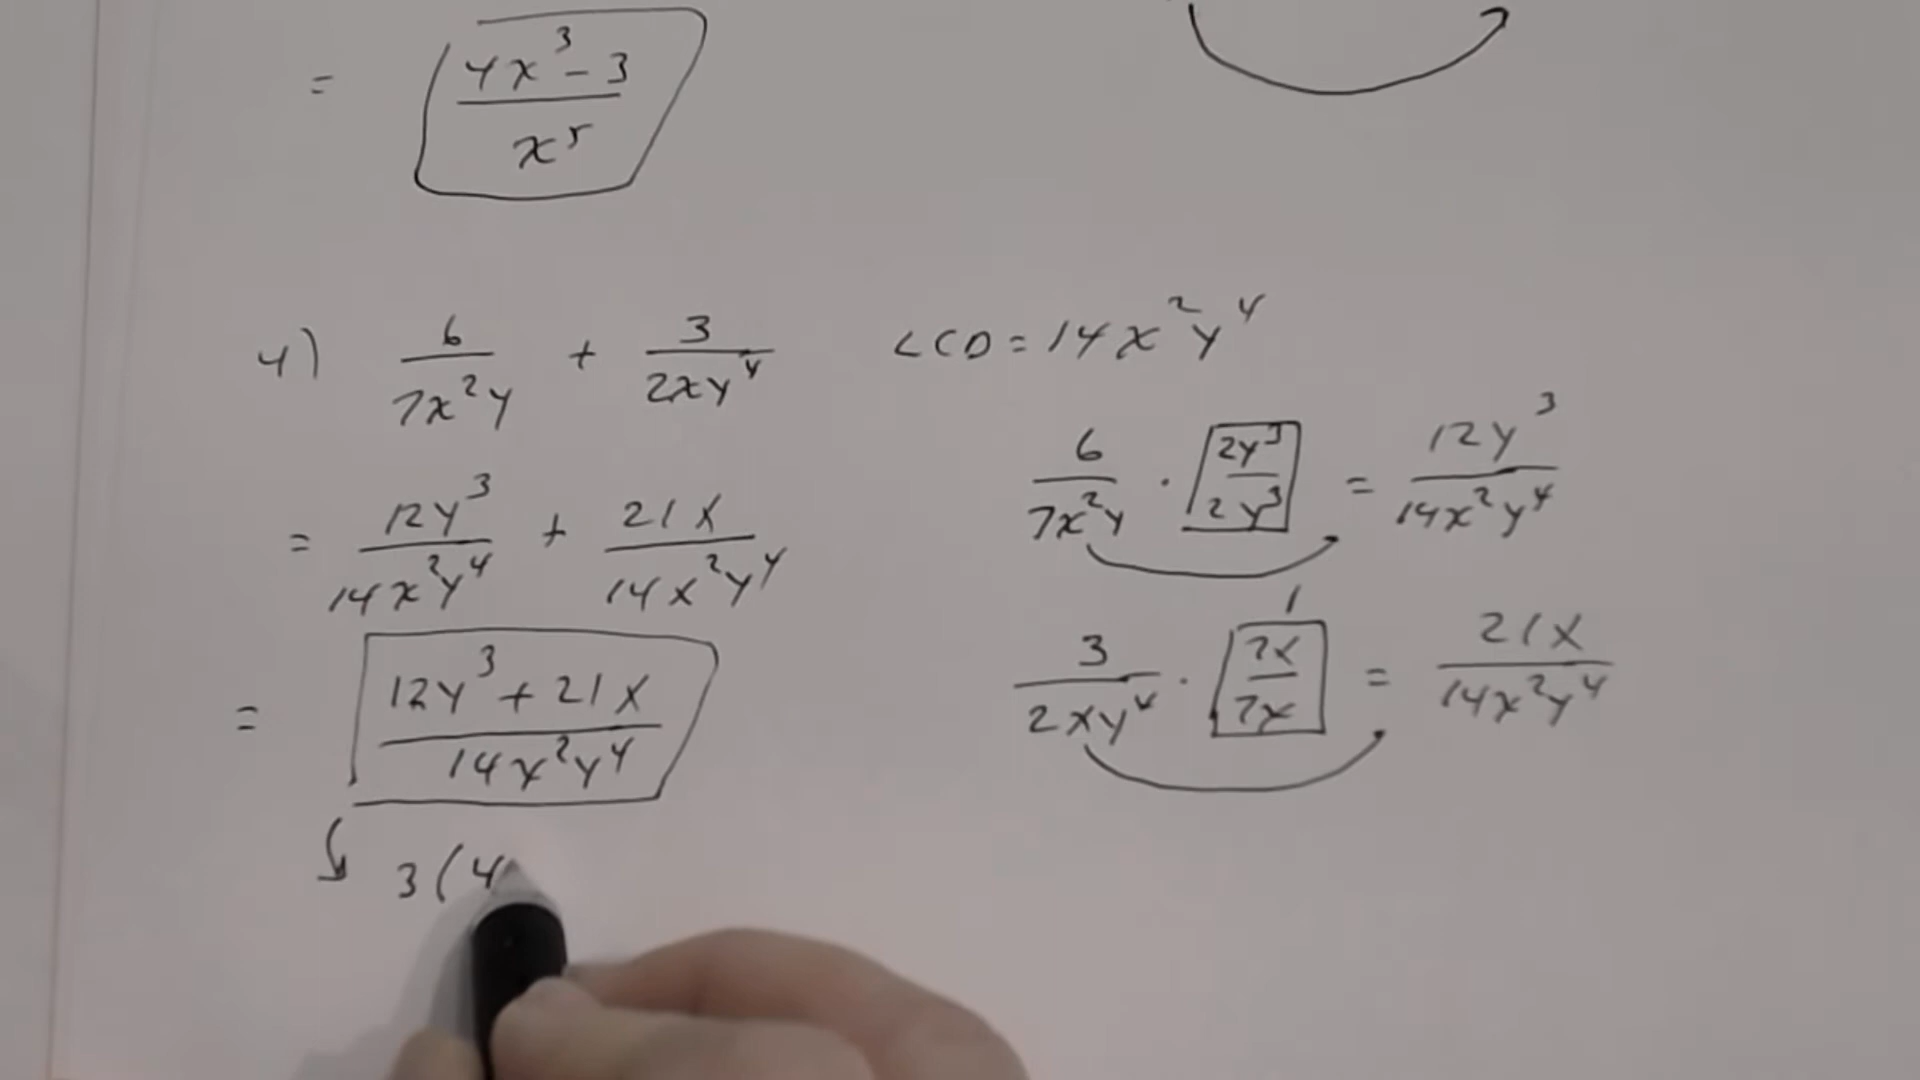 = 4x³ - 3 / x⁵
4) 6 / 7x²y + 3 / 2xy⁴
LCD = 14x²y⁴
= 12y³ / 14x²y⁴ + 21x / 14x²y⁴
= 12y³ + 21x / 14x²y⁴
3(4
6 / 7x²y · 2y³ / 2y³ = 12y³ / 14x²y⁴
1
3 / 2xy⁴ · 7x / 7x = 21x / 14x²y⁴